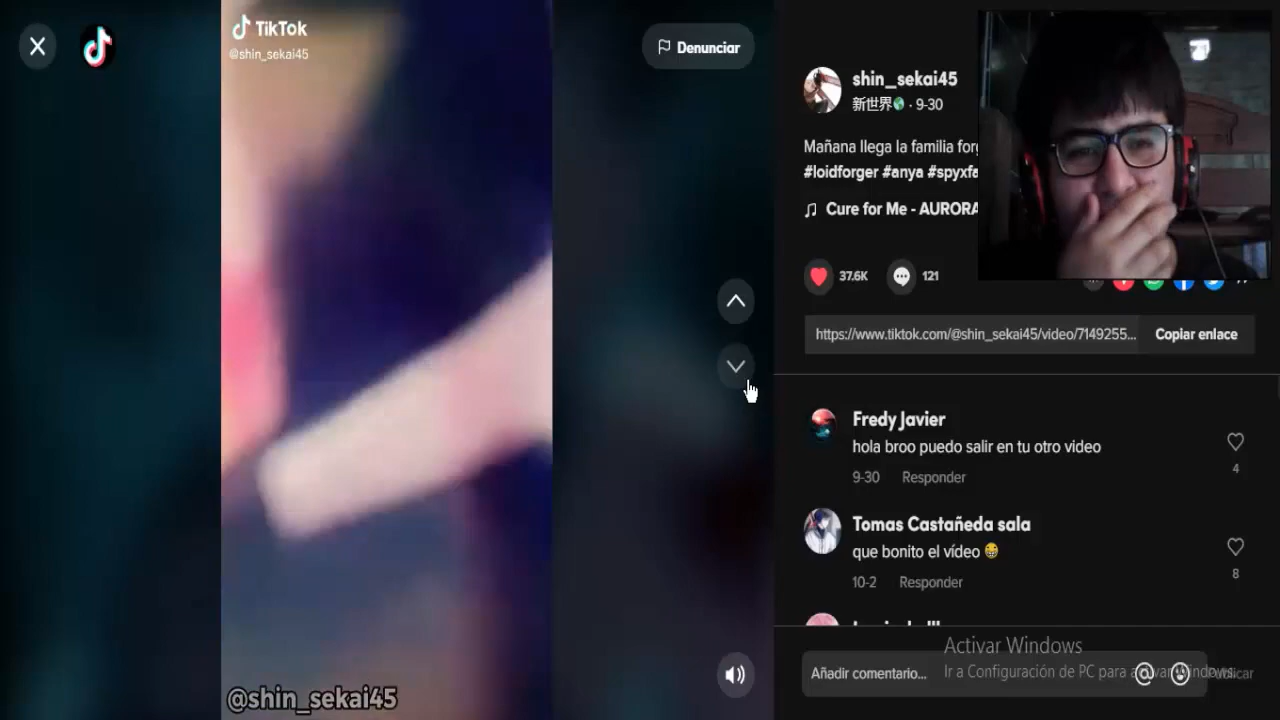 TikTok
@shin_sekai45
Denunciar
shin_sekai45
新世界 · 9-30
Mañana llega la familia
#loidforger #anya
Cure for Me - AURORA
37.6K
121
https://www.tiktok.com/@shin_sekai45/video/7149255...
Copiar enlace
Fredy Javier
hola broo puedo salir en tu otro video
4
9-30 Responder
Tomas Castañeda sala
que bonito el vídeo 😂
8
10-2 Responder
Activar Windows
Añadir comentario...
Ir a Configuración de PC para activar Windows.
@shin_sekai45